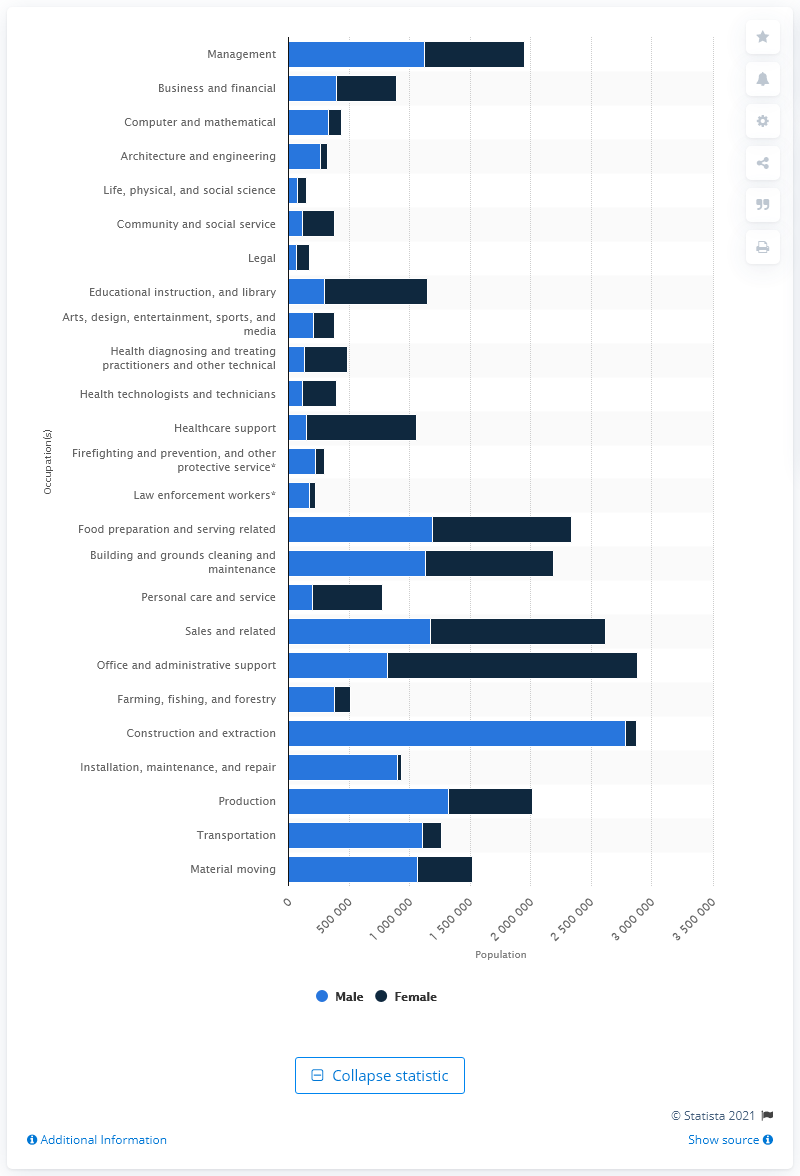 Management
Business and financial
Computer and mathematical
Architecture and engineering
Life, physical, and social science
Community and social service
Legal
Educational instruction, and library
Arts, design, entertainment, sports, and
media
Health diagnosing and treating
practitioners and other technical
Health technologists and technicians
Healthcare support
Firefighting and prevention, and other
protective service*
Law enforcement workers*
Food preparation and serving related
Building and grounds cleaning and
maintenance
Personal care and service
Sales and related
Office and administrative support
Farming, fishing, and forestry
Construction and extraction
Installation, maintenance, and repair
Production
Transportation
Material moving
Occupation(s)
0
500 000
1 000 000
1 500 000
2 000 000
2 500 000
3 000 000
3 500 000
Population
Male Female
Collapse statistic
© Statista 2021
Additional Information
Show source